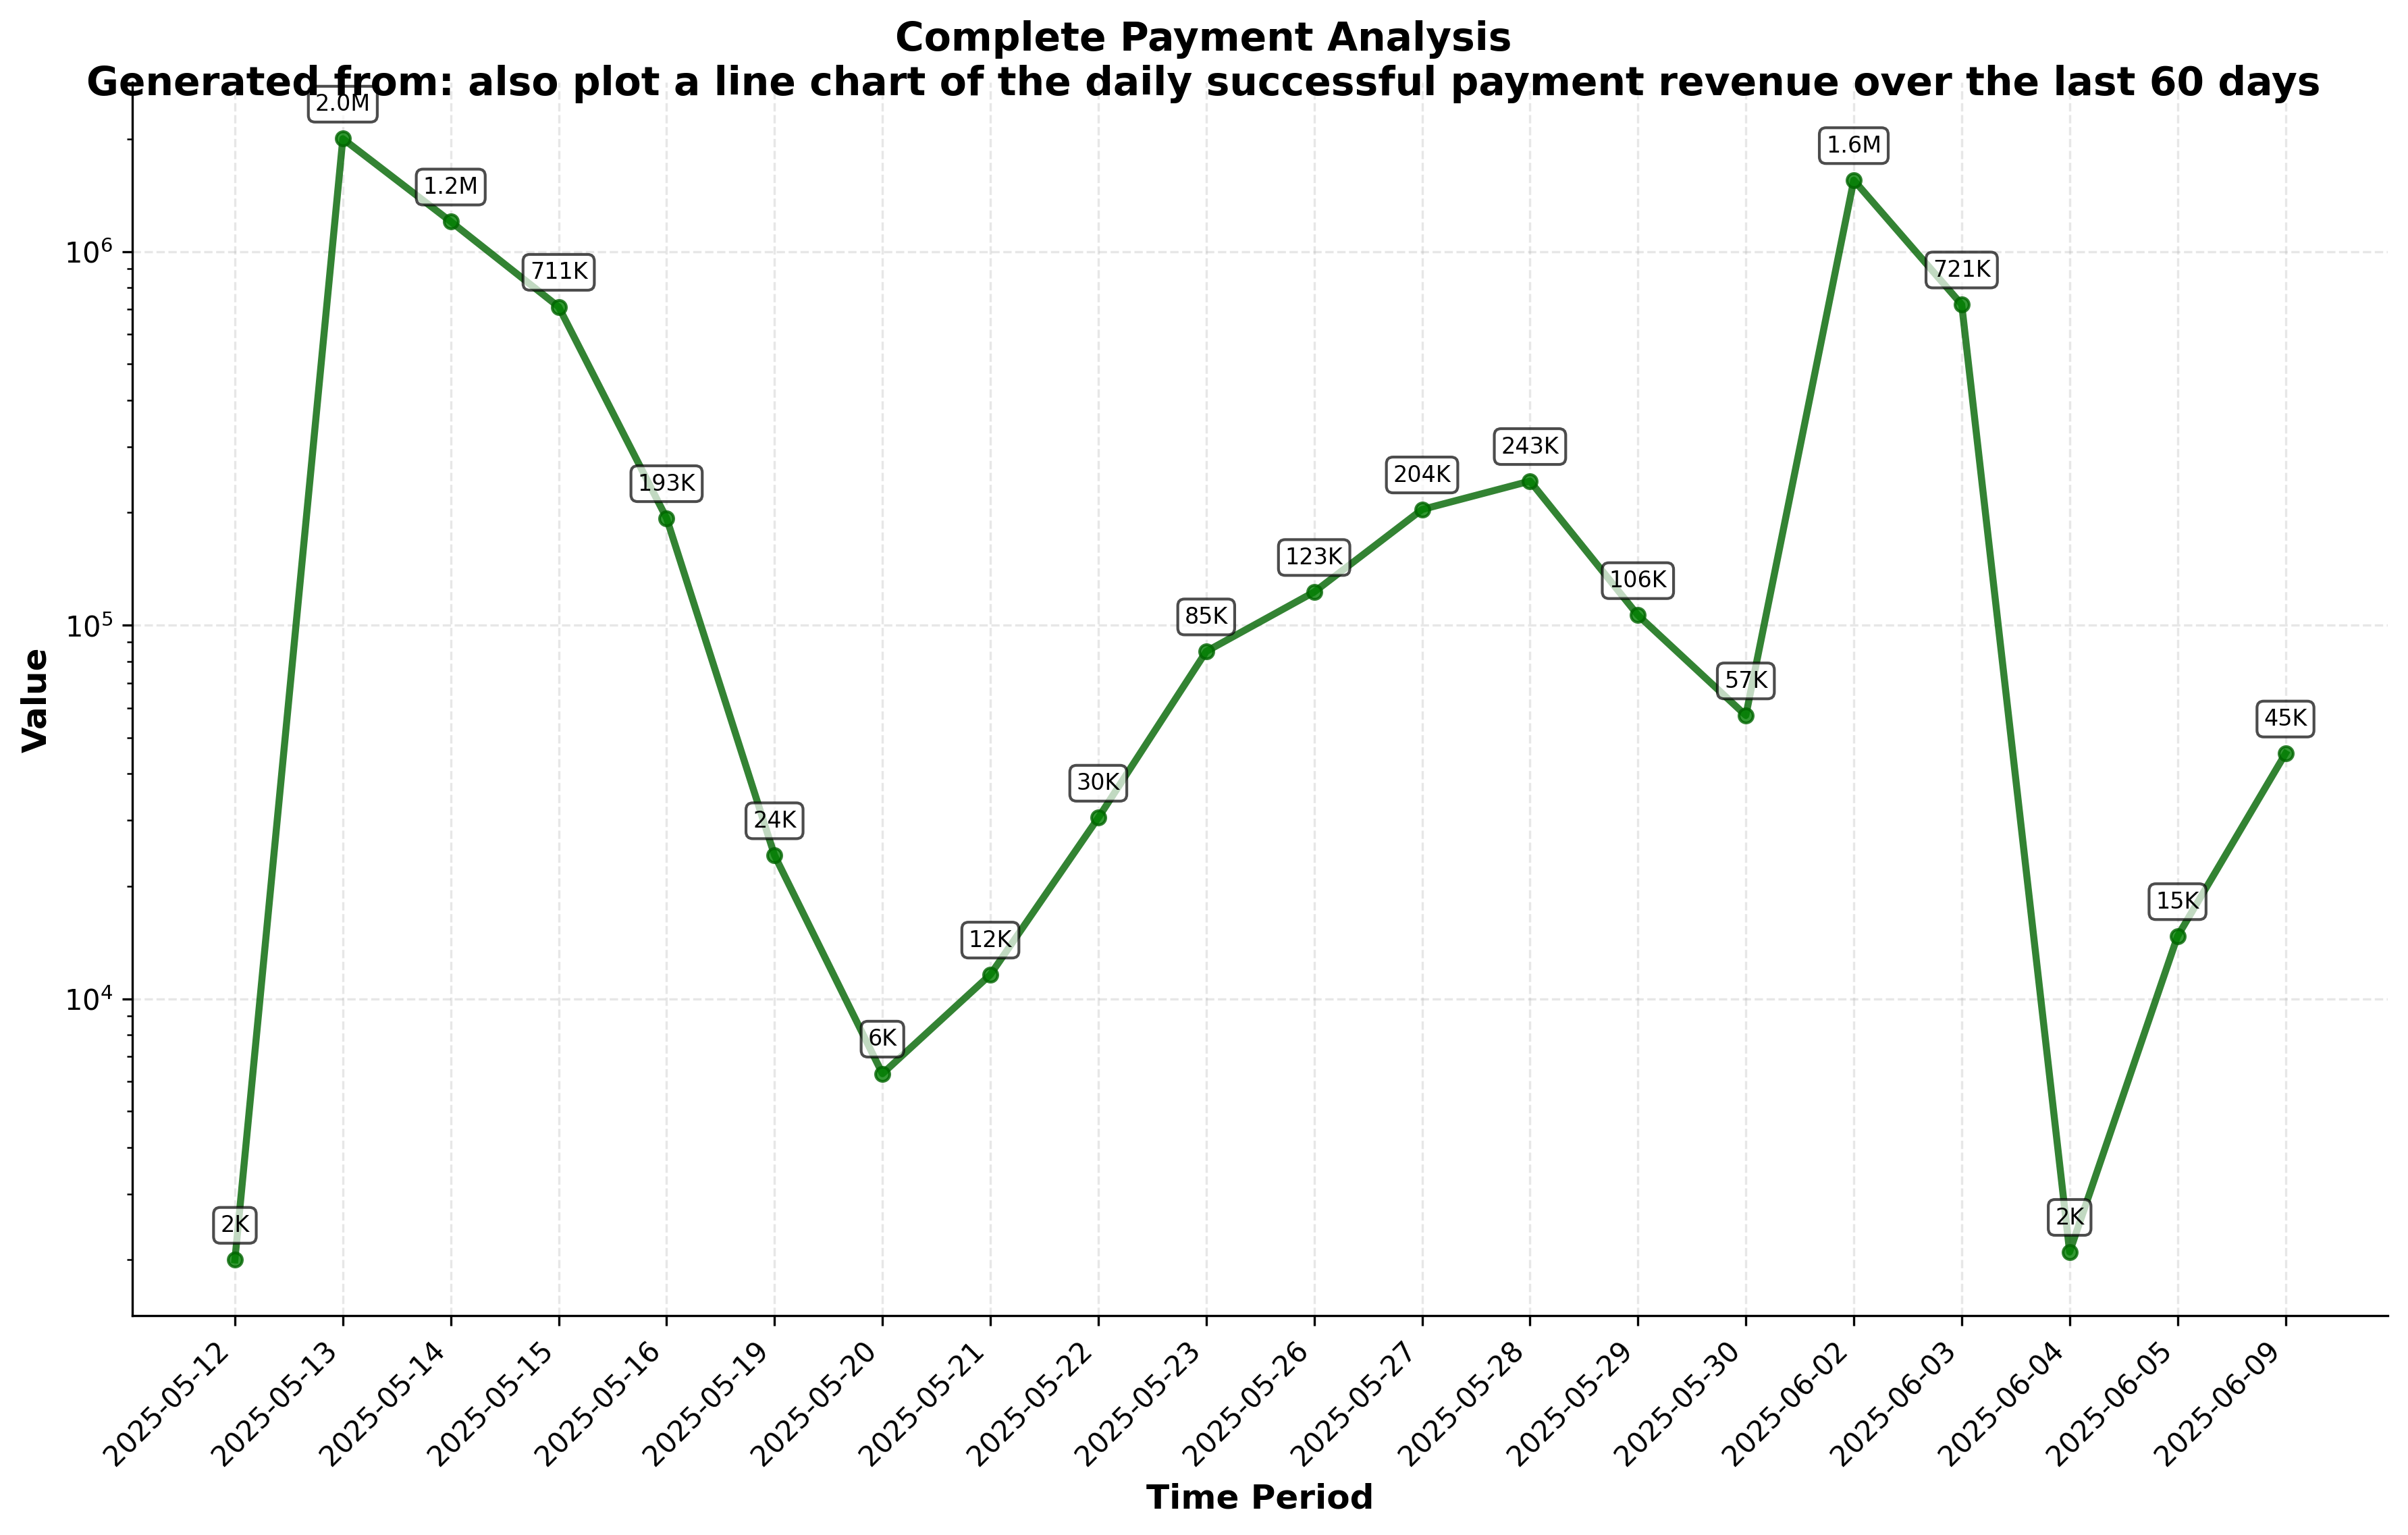 Complete Payment Analysis
Generated from: also plot a line chart of the daily successful payment revenue over the last 60 days
2.0M
1.2M
711K
193K
24K
6K
12K
30K
85K
123K
204K
243K
106K
57K
1.6M
721K
2K
15K
45K
2K
10⁶
10⁵
10⁴
Value
2025-05-12
2025-05-13
2025-05-14
2025-05-15
2025-05-16
2025-05-19
2025-05-20
2025-05-21
2025-05-22
2025-05-23
2025-05-26
2025-05-27
2025-05-28
2025-05-29
2025-05-30
2025-06-02
2025-06-03
2025-06-04
2025-06-05
2025-06-09
Time Period